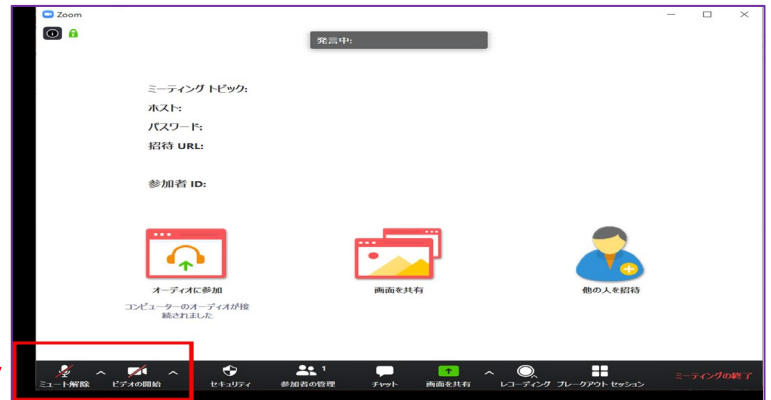 Zoom
発言中:
ミーティング トピック:
ホスト:
パスワード:
招待 URL:
参加者 ID:
オーディオに参加
画面を共有
他の人を招待
コンピューターのオーディオが接
続されました
1
ミュート解除
ビデオの開始
セキュリティ
参加者の管理
チャット
画面を共有
レコーディング
ブレークアウト セッション
ミーティングの終了